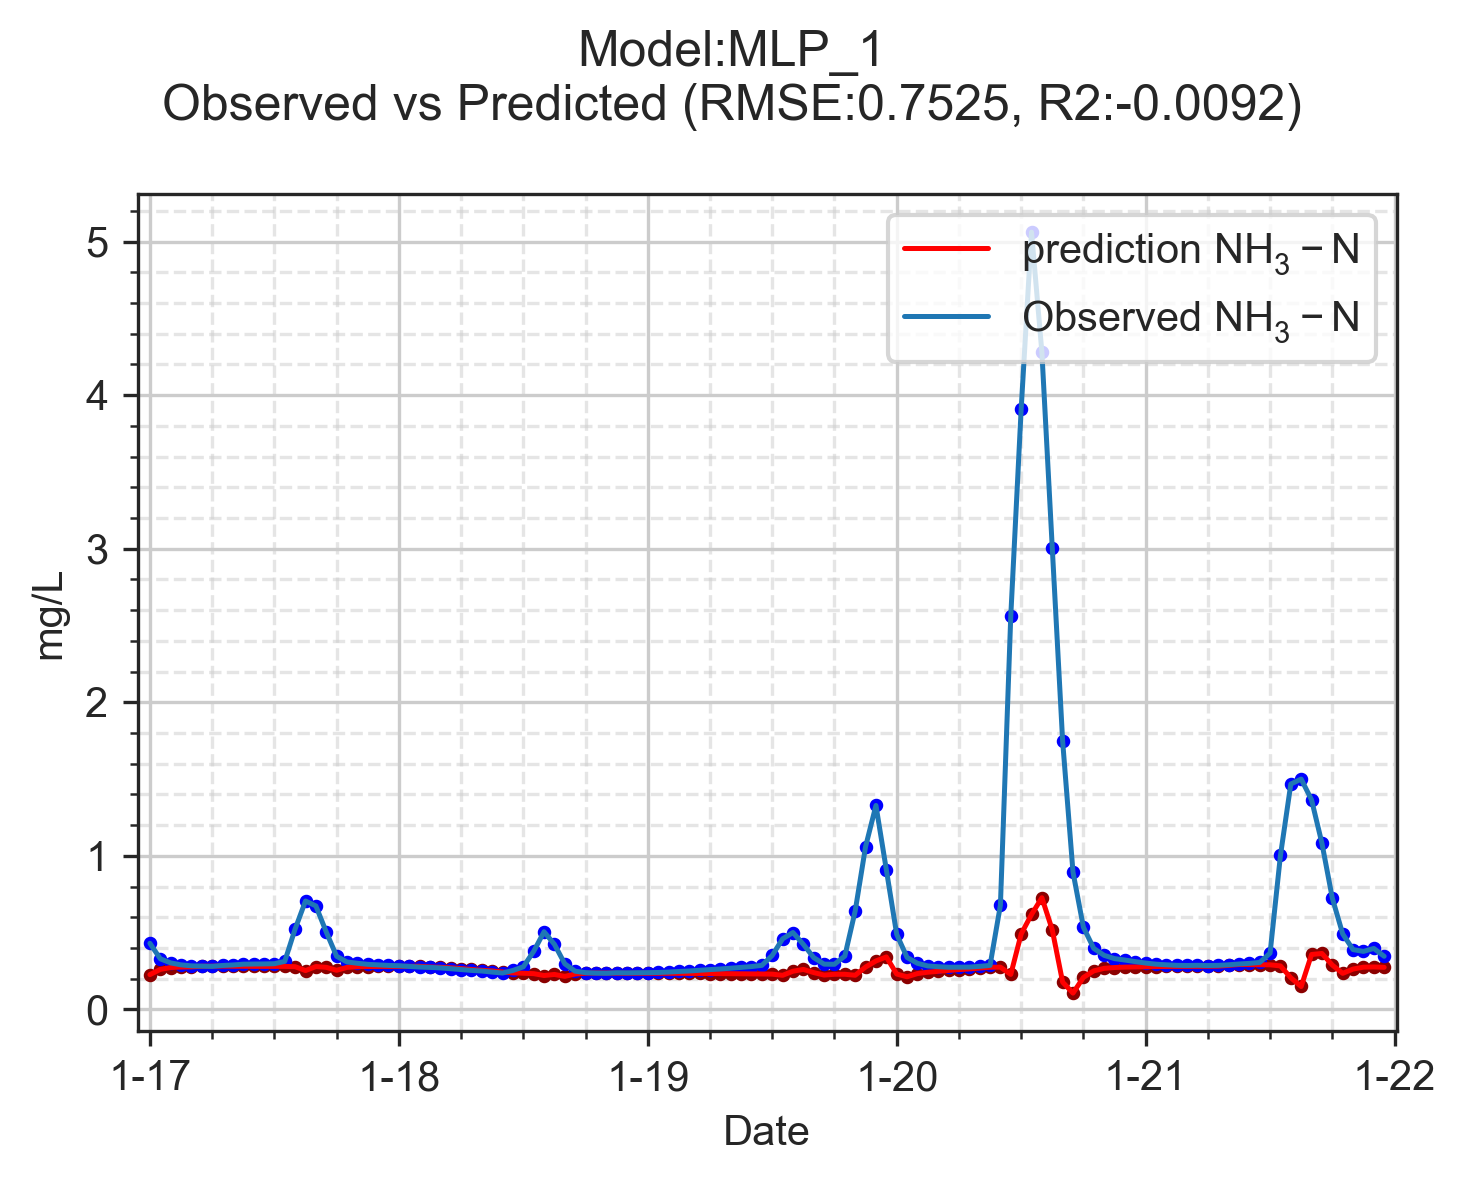 Model:MLP_1
Observed vs Predicted (RMSE:0.7525, R2:-0.0092)
prediction NH₃ − N
Observed NH₃ − N
5
4
3
2
1
0
mg/L
1-17 1-18 1-19 1-20 1-21 1-22
Date